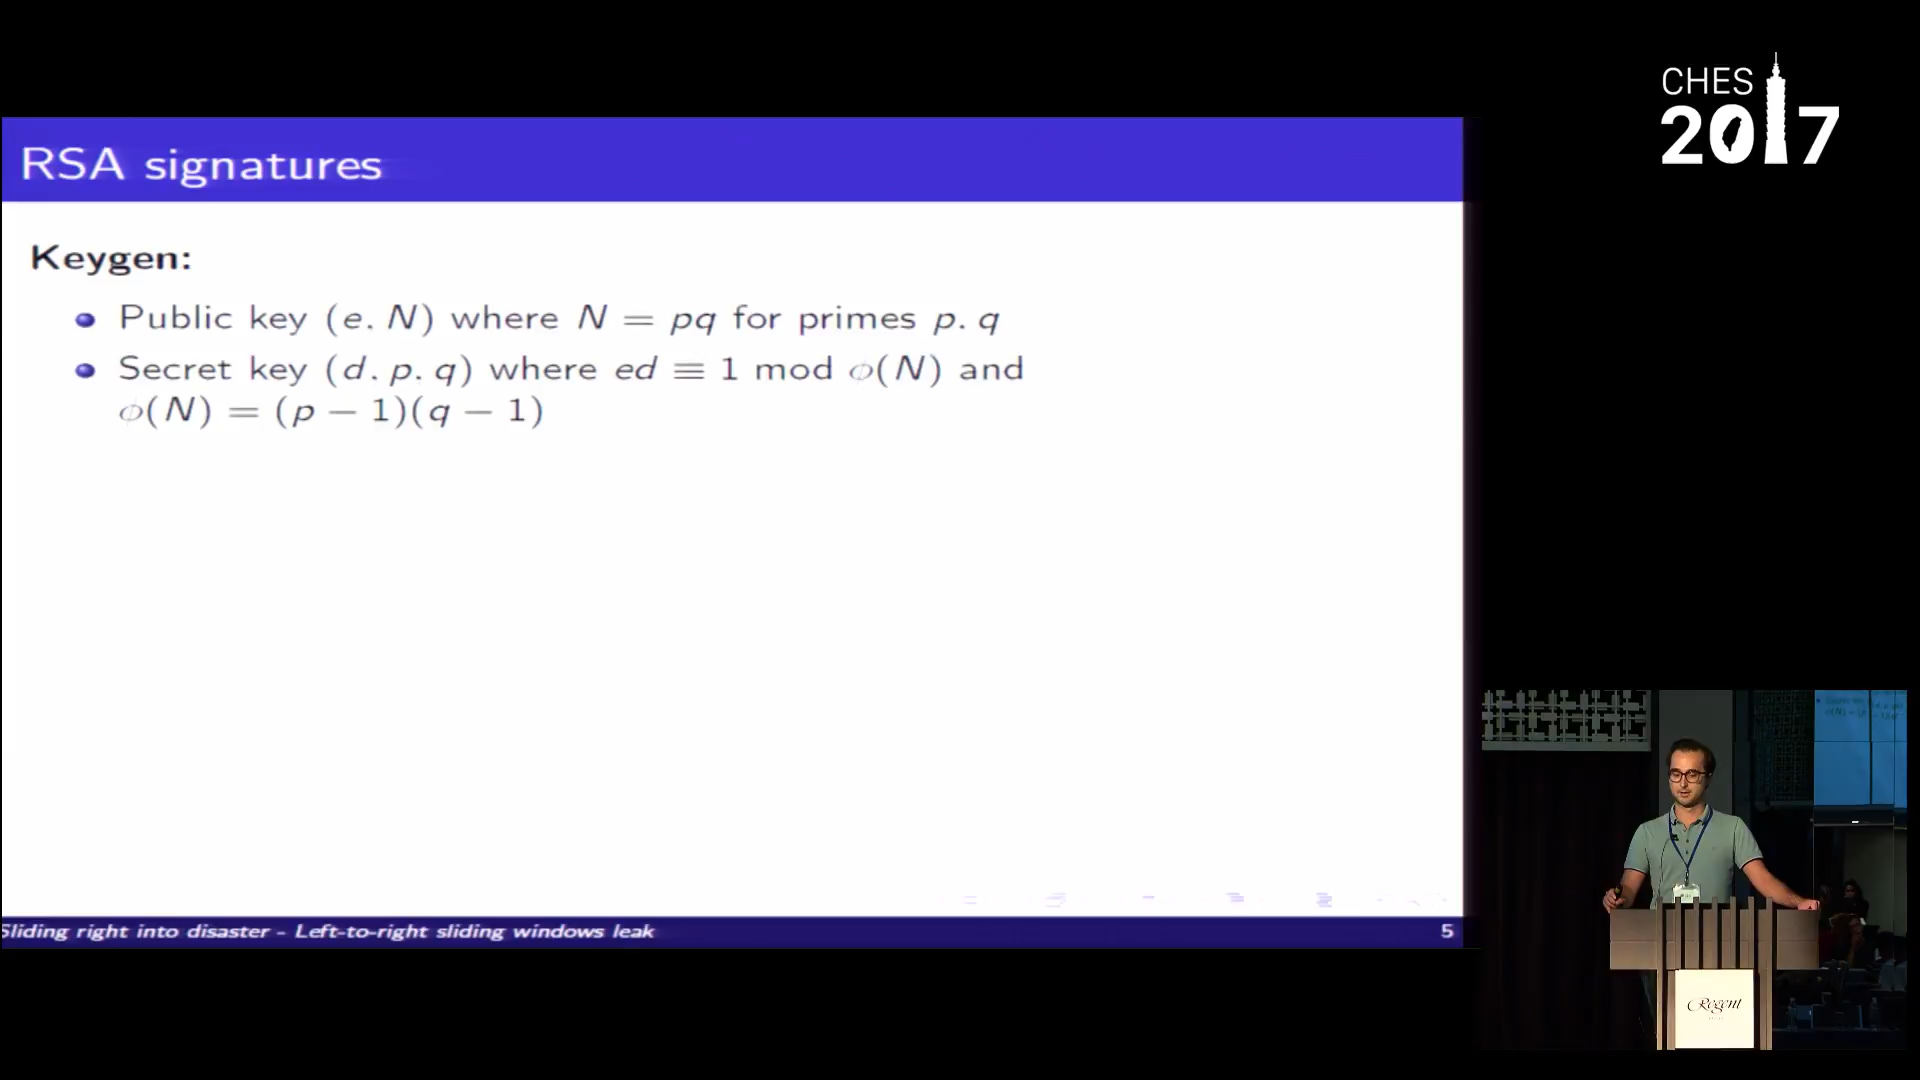 CHES
2017
RSA signatures
Keygen:
Public key (e, N) where N = pq for primes p, q
Secret key (d, p, q) where ed ≡ 1 mod ϕ(N) and
ϕ(N) = (p − 1)(q − 1)
Sliding right into disaster - Left-to-right sliding windows leak
5
Regent